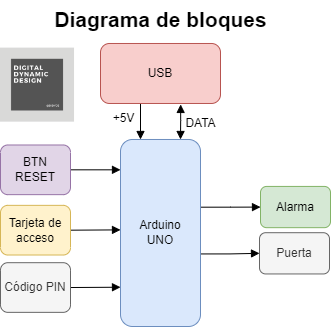 Diagrama de bloques
DIGITAL
DYNAMIC
DESIGN
USB
+5V
DATA
BTN
RESET
Tarjeta de
acceso
Código PIN
Arduino
UNO
Alarma
Puerta